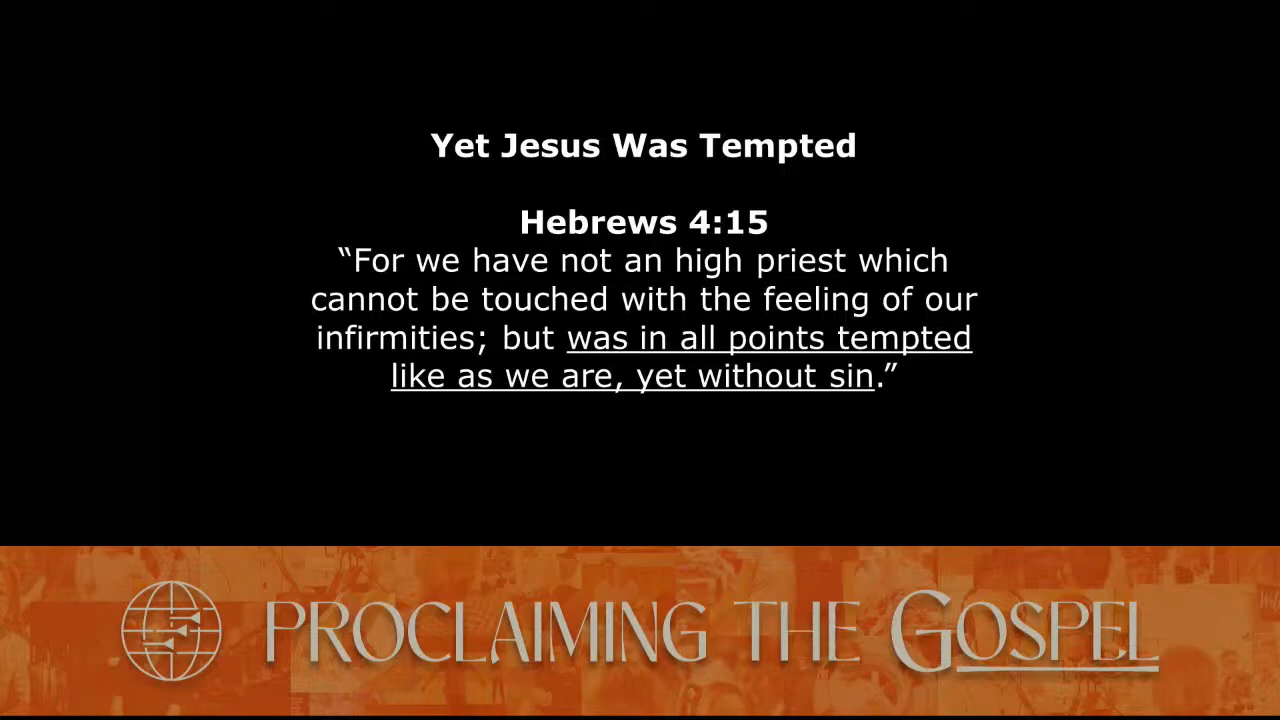 Yet Jesus Was Tempted
Hebrews 4:15
“For we have not an high priest which
cannot be touched with the feeling of our
infirmities; but was in all points tempted
like as we are, yet without sin.”
PROCLAIMING THE GOSPEL